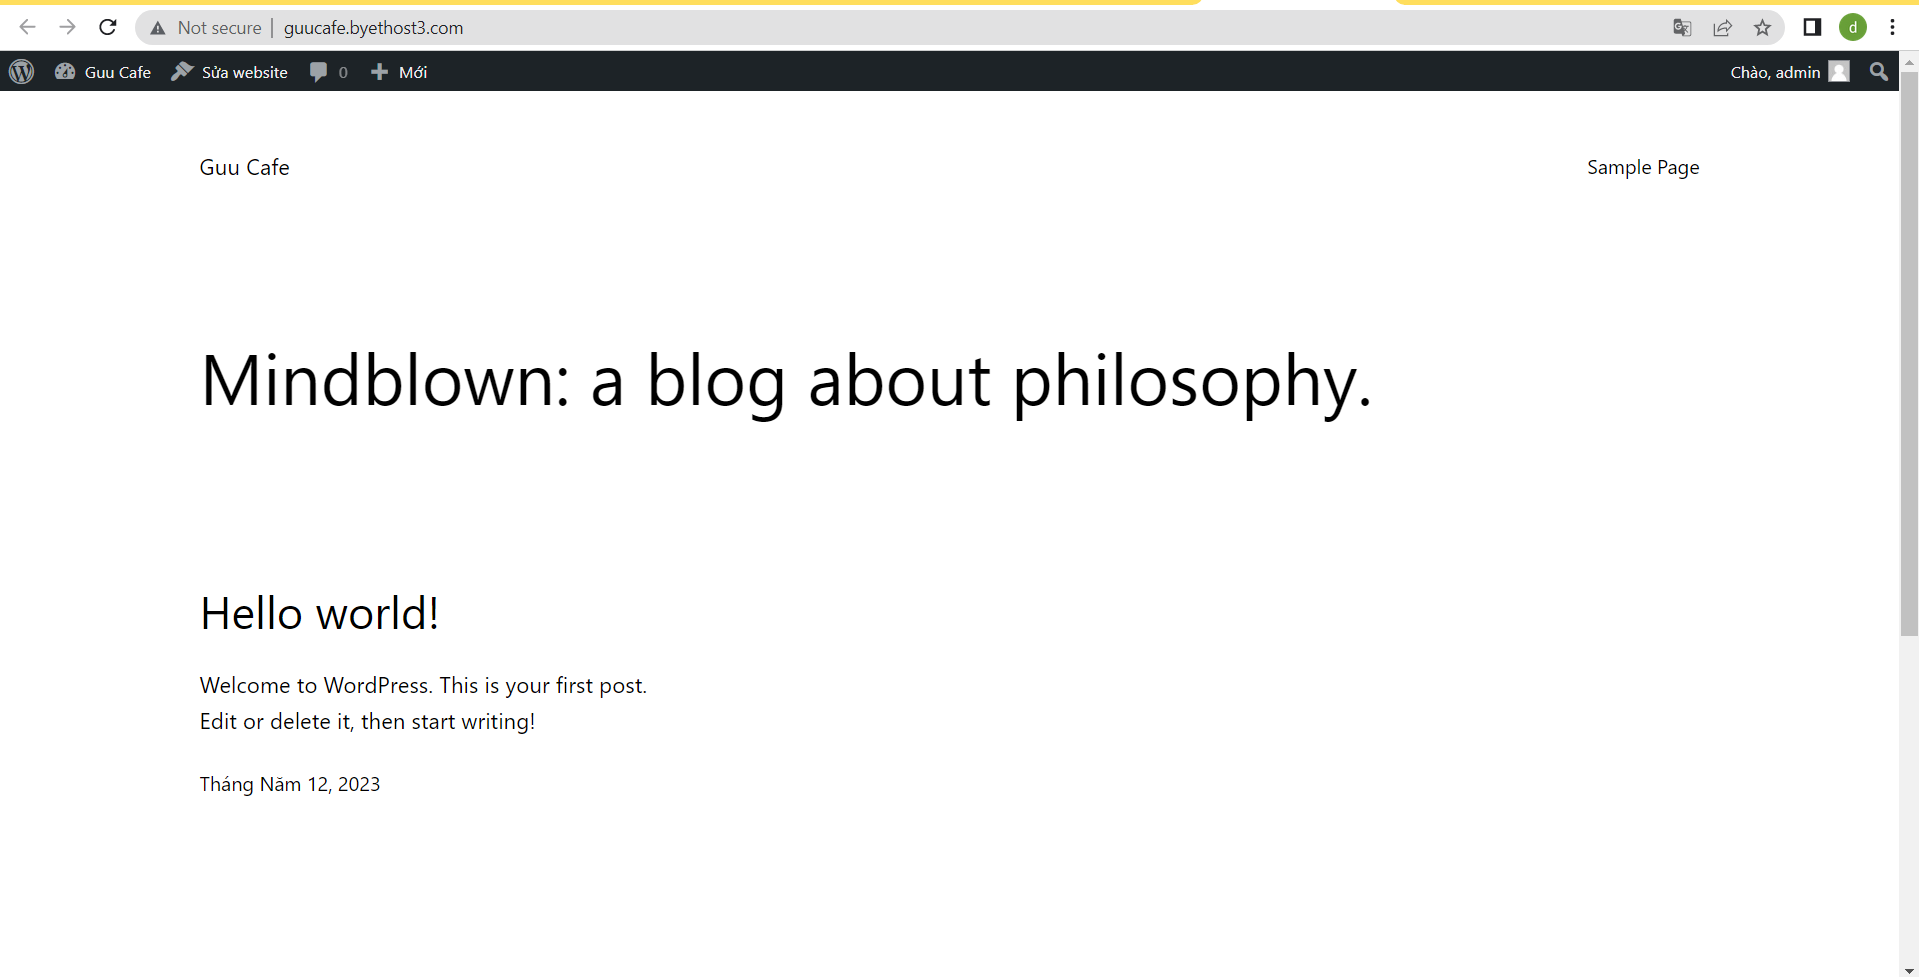 Not secure | guucafe.byethost3.com
d
Guu Cafe Sửa website 0 Mới Chào, admin
Guu Cafe Sample Page
Mindblown: a blog about philosophy.
Hello world!
Welcome to WordPress. This is your first post.
Edit or delete it, then start writing!
Tháng Năm 12, 2023